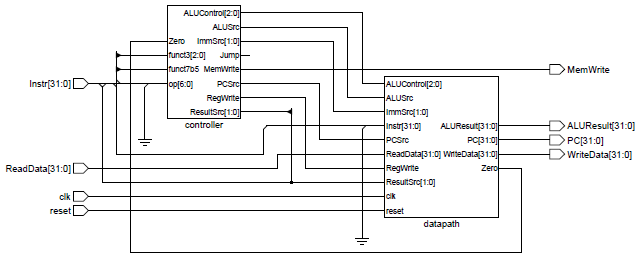 ALUControl[2:0]
ALUSrc
Zero
ImmSrc[1:0]
funct3[2:0]
Jump
funct7b5
MemWrite
MemWrite
Instr[31:0]
op[6:0]
PCSrc
ALUControl[2:0]
RegWrite
ALUSrc
ResultSrc[1:0]
ImmSrc[1:0]
controller
Instr[31:0]
ALUResult[31:0]
ALUResult[31:0]
PCSrc
PC[31:0]
PC[31:0]
ReadData[31:0]
WriteData[31:0]
WriteData[31:0]
ReadData[31:0]
RegWrite
Zero
ResultSrc[1:0]
clk
clk
reset
reset
datapath